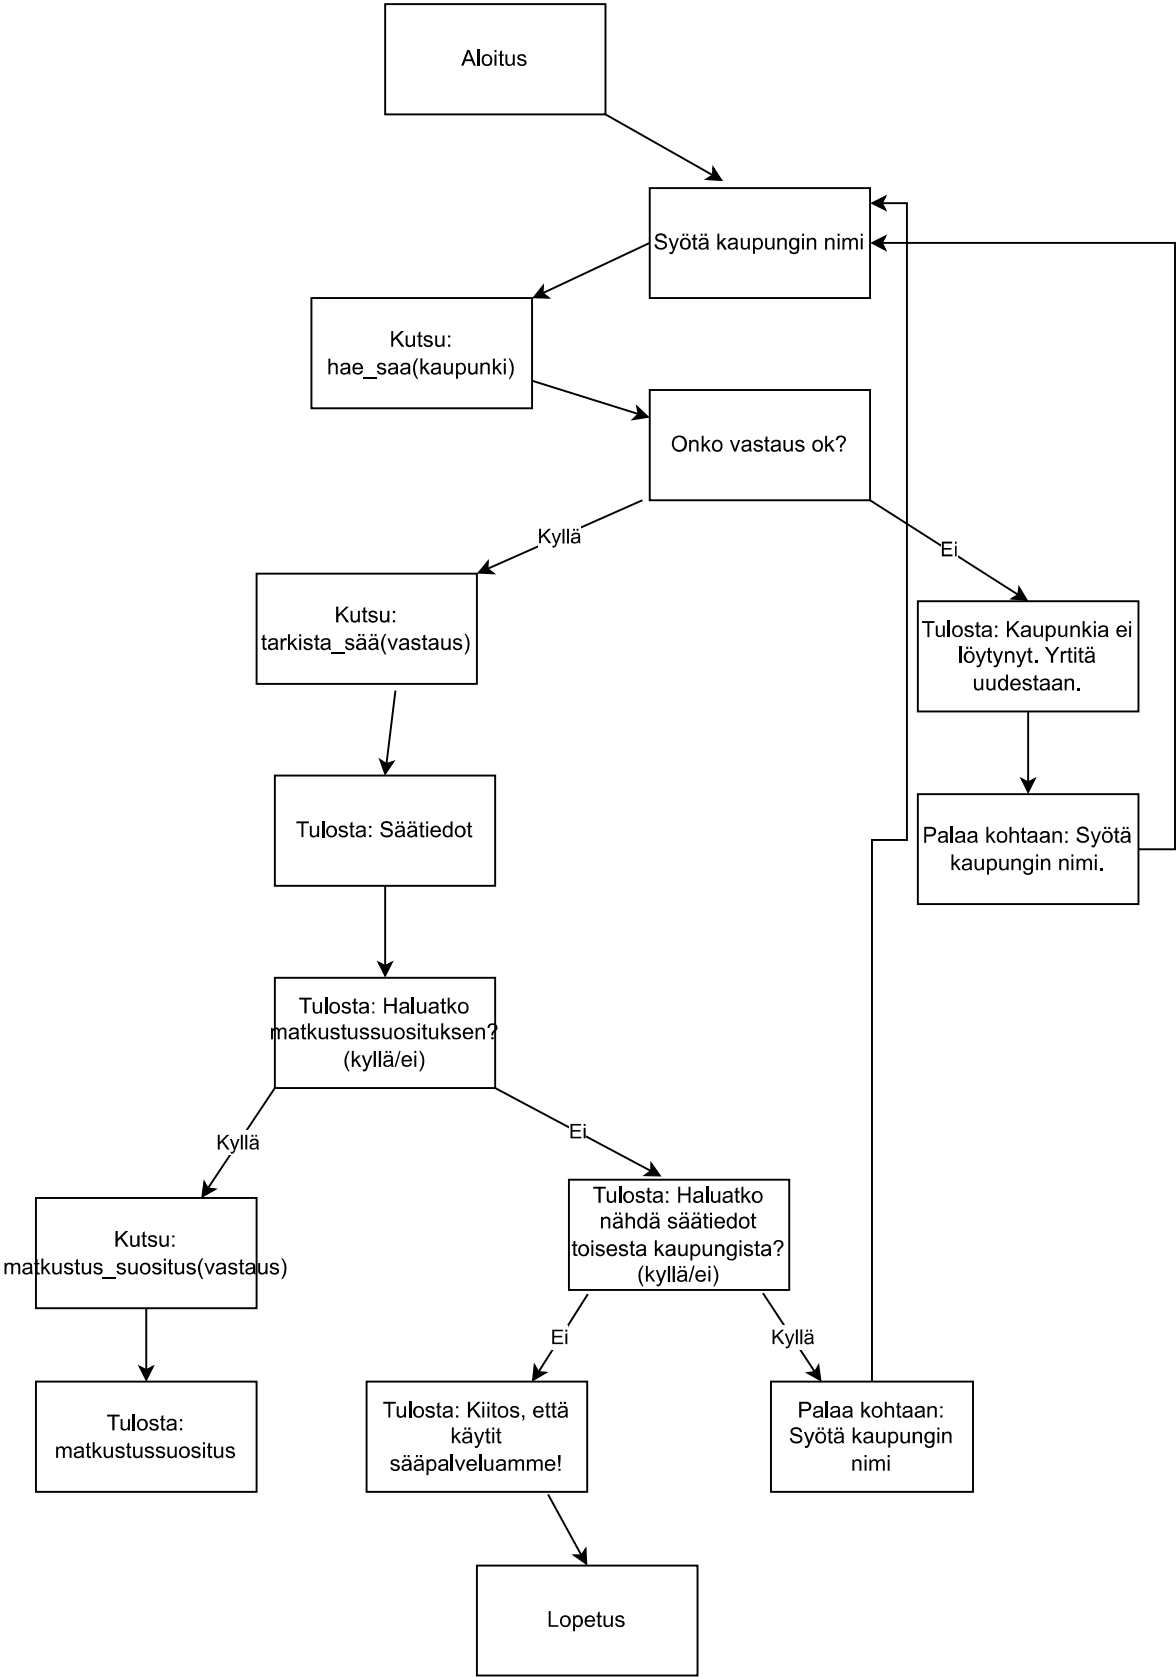 Aloitus
Syötä kaupungin nimi
Kutsu:
hae_saa(kaupunki)
Onko vastaus ok?
Kyllä
Ei
Kutsu:
tarkista_sää(vastaus)
Tulosta: Kaupunkia ei
löytynyt. Yrtitä
uudestaan.
Tulosta: Säätiedot
Palaa kohtaan: Syötä
kaupungin nimi.
Tulosta: Haluatko
matkustussuosituksen?
(kyllä/ei)
Kyllä
Ei
Kutsu:
matkustus_suositus(vastaus)
Tulosta: Haluatko
nähdä säätiedot
toisesta kaupungista?
(kyllä/ei)
Ei
Kyllä
Tulosta:
matkustussuositus
Tulosta: Kiitos, että
käytit
sääpalveluamme!
Palaa kohtaan:
Syötä kaupungin
nimi
Lopetus